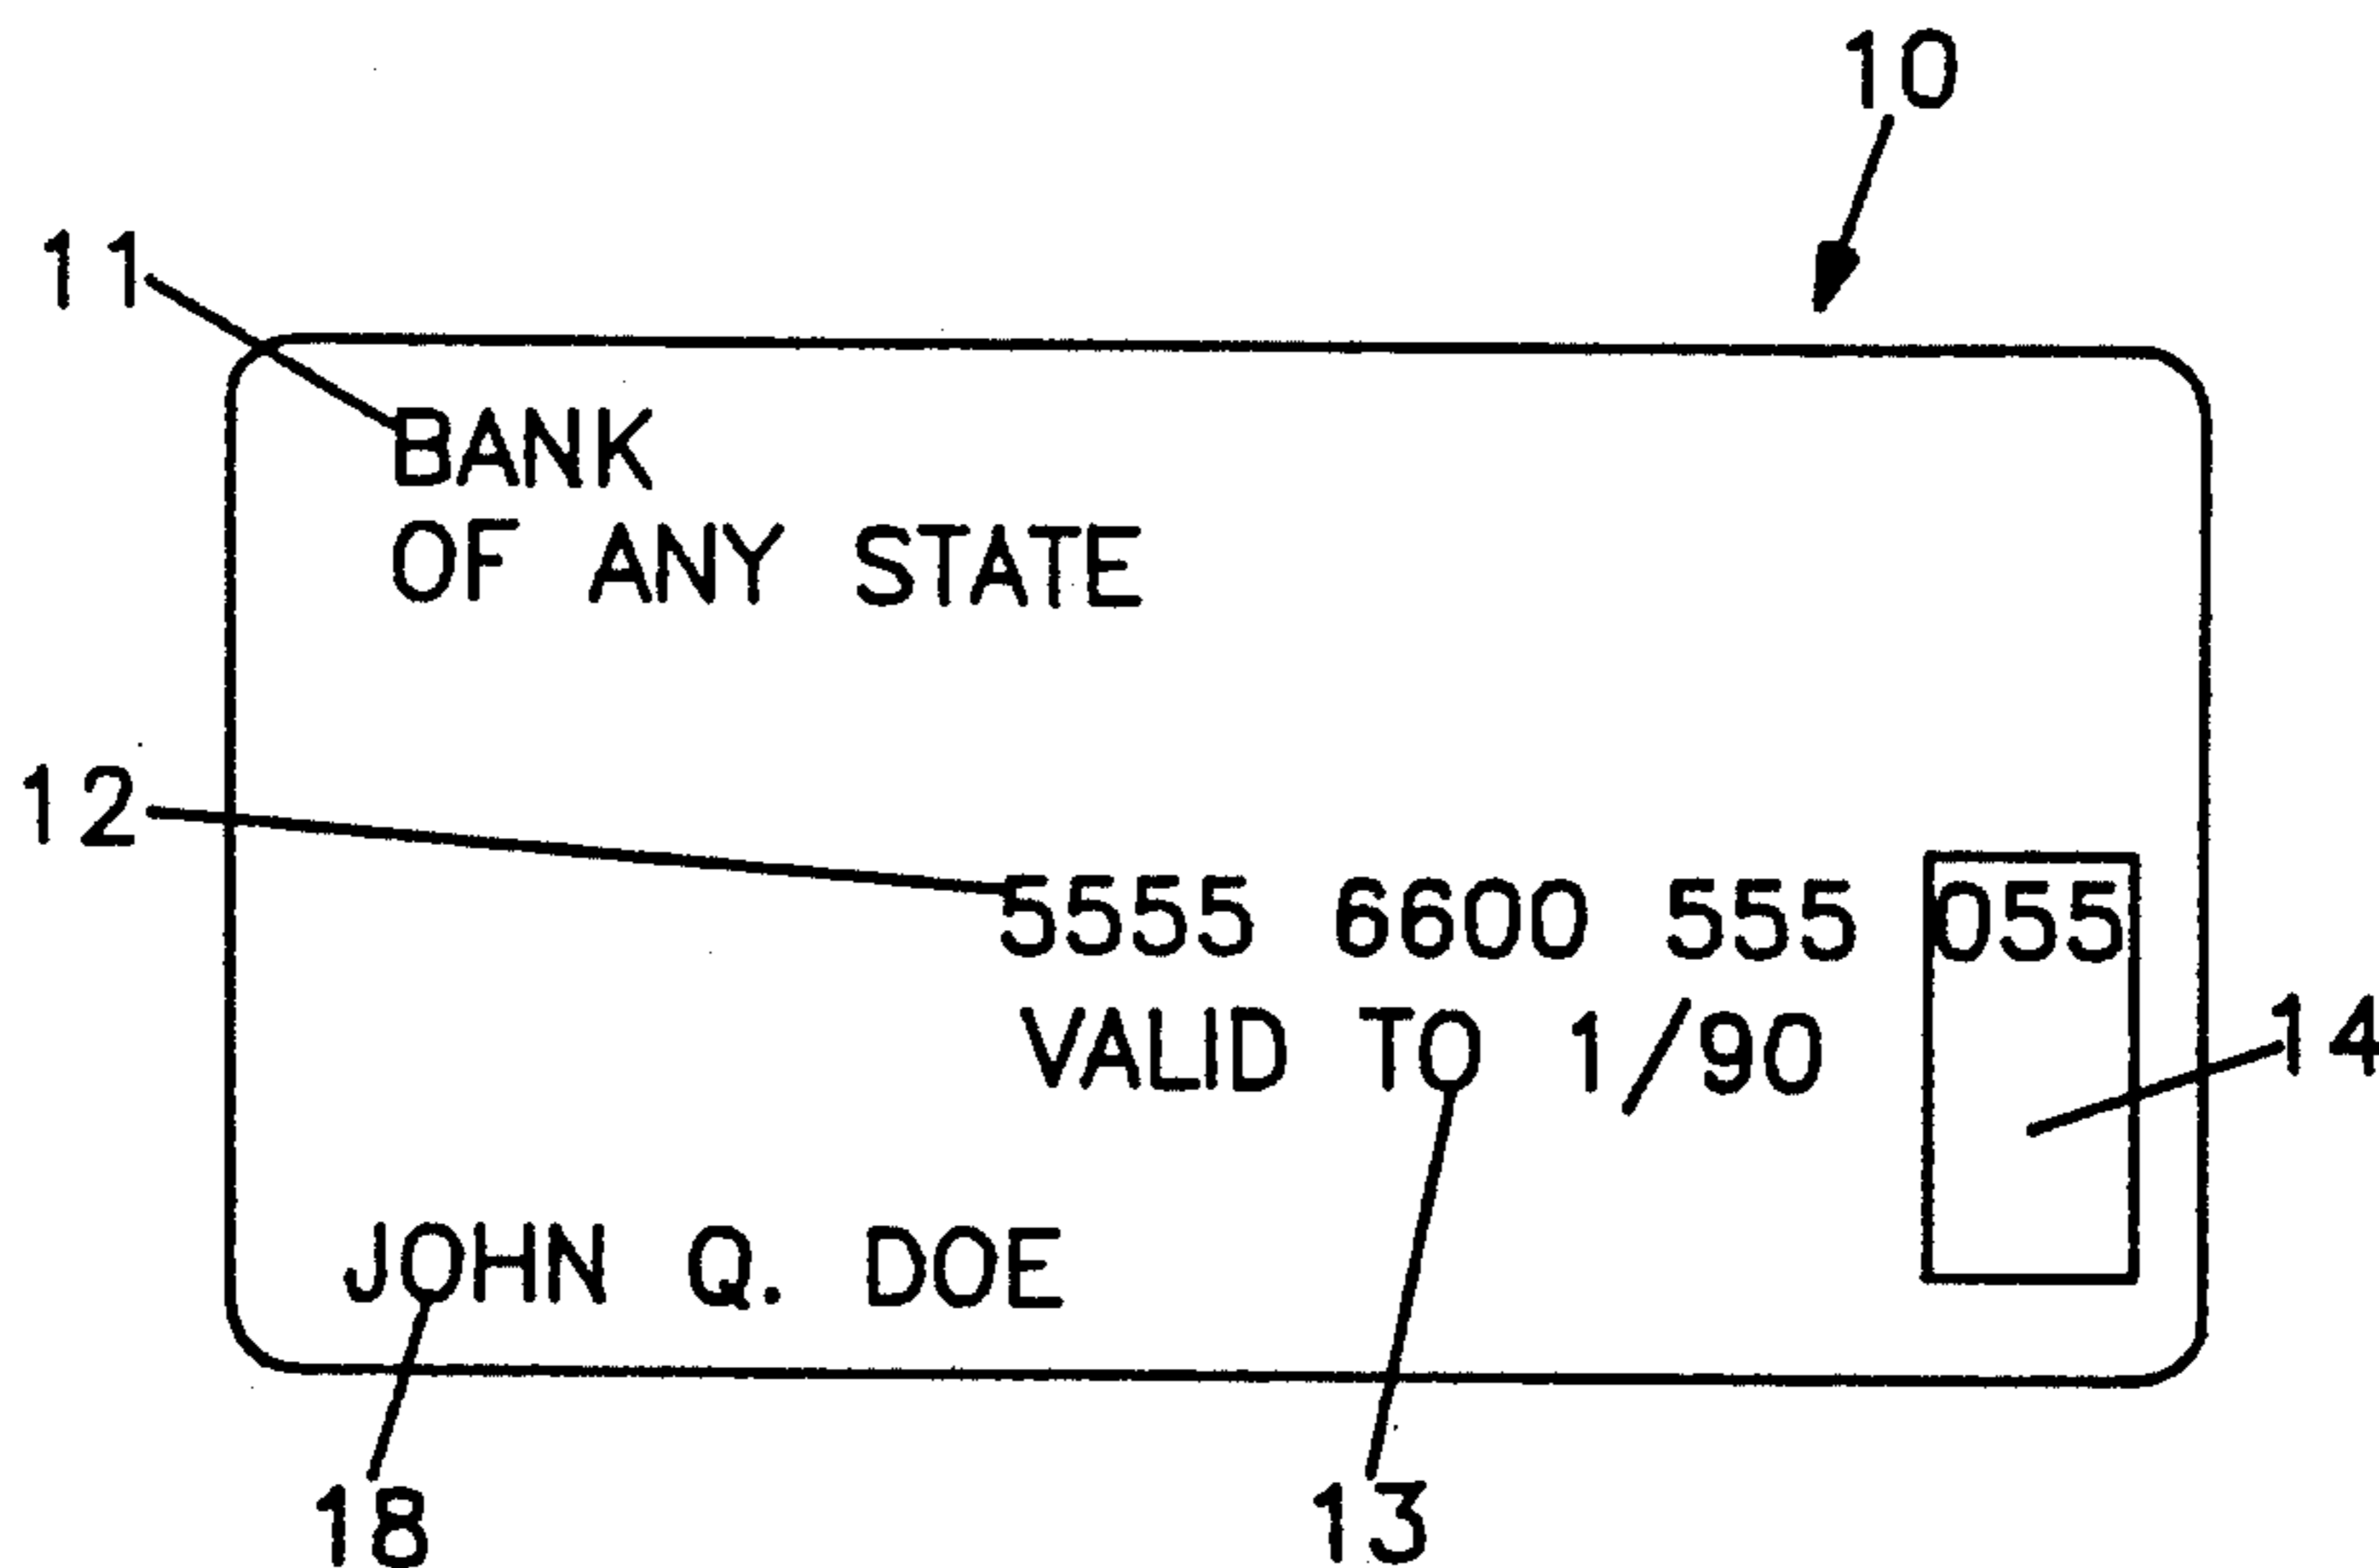 10
11
BANK
OF ANY STATE
12
5555 6600 555 055
VALID TO 1/90
14
JOHN Q. DOE
18 13